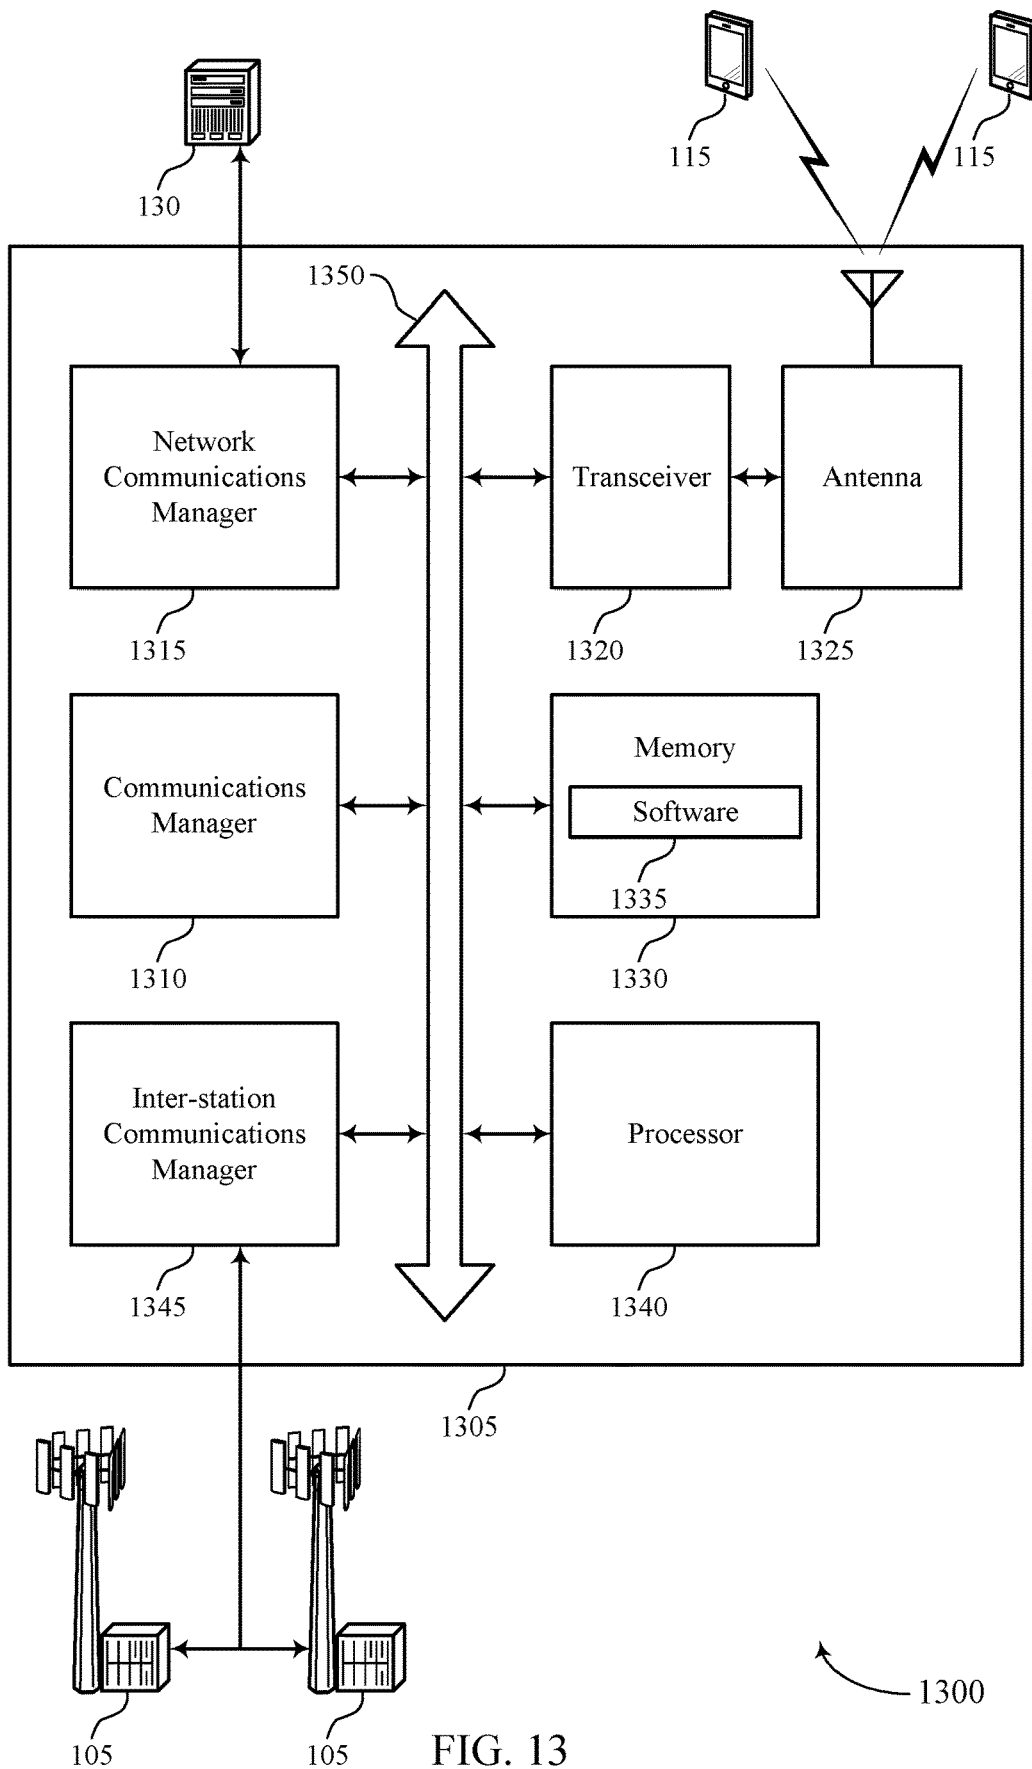 115
115
130
1350
Network
Communications
Manager
Transceiver
Antenna
1315
1320
1325
Communications
Manager
Memory
Software
1335
1310
1330
Inter-station
Communications
Manager
Processor
1345
1340
1305
1300
105
105
FIG. 13